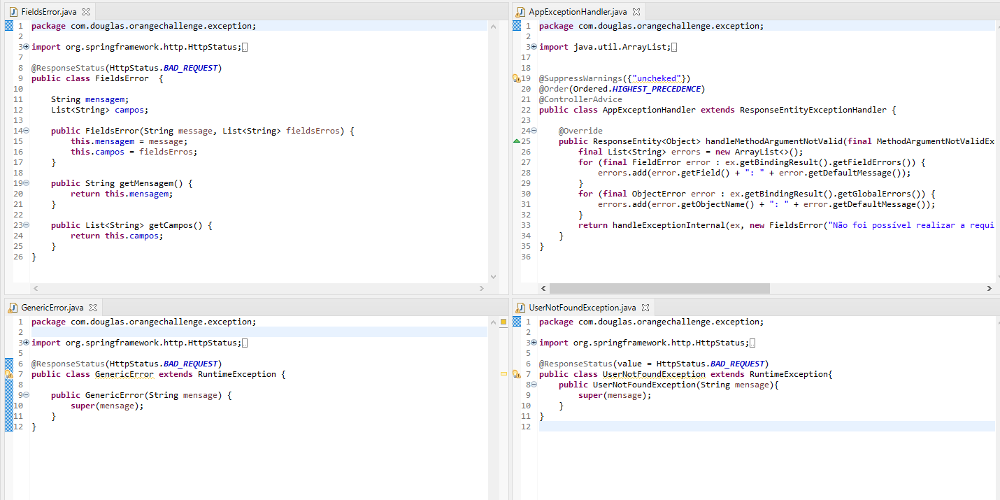 FieldsError.java
1 package com.douglas.orangechallenge.exception;
2
3 import org.springframework.http.HttpStatus;
7
8 @ResponseStatus(HttpStatus.BAD_REQUEST)
9 public class FieldsError  {
10
11     String mensagem;
12     List<String> campos;
13
14     public FieldsError(String message, List<String> fieldsErros) {
15         this.mensagem = message;
16         this.campos = fieldsErros;
17     }
18
19     public String getMensagem() {
20         return this.mensagem;
21     }
22
23     public List<String> getCampos() {
24         return this.campos;
25     }
26 }
AppExceptionHandler.java
1 package com.douglas.orangechallenge.exception;
2
3 import java.util.ArrayList;
17
18
19 @SuppressWarnings({"uncheked"})
20 @Order(Ordered.HIGHEST_PRECEDENCE)
21 @ControllerAdvice
22 public class AppExceptionHandler extends ResponseEntityExceptionHandler {
23
24     @Override
25     public ResponseEntity<Object> handleMethodArgumentNotValid(final MethodArgumentNotValidEx
26         final List<String> errors = new ArrayList<>();
27         for (final FieldError error : ex.getBindingResult().getFieldErrors()) {
28             errors.add(error.getField() + ": " + error.getDefaultMessage());
29         }
30         for (final ObjectError error : ex.getBindingResult().getGlobalErrors()) {
31             errors.add(error.getObjectName() + ": " + error.getDefaultMessage());
32         }
33         return handleExceptionInternal(ex, new FieldsError("Não foi possível realizar a requi
34     }
35 }
36
GenericError.java
1 package com.douglas.orangechallenge.exception;
2
3 import org.springframework.http.HttpStatus;
5
6 @ResponseStatus(HttpStatus.BAD_REQUEST)
7 public class GenericError extends RuntimeException {
8
9     public GenericError(String mensage) {
10         super(mensage);
11     }
12 }
UserNotFoundException.java
1 package com.douglas.orangechallenge.exception;
2
3 import org.springframework.http.HttpStatus;
5
6 @ResponseStatus(value = HttpStatus.BAD_REQUEST)
7 public class UserNotFoundException extends RuntimeException{
8     public UserNotFoundException(String mensage){
9         super(mensage);
10     }
11 }
12